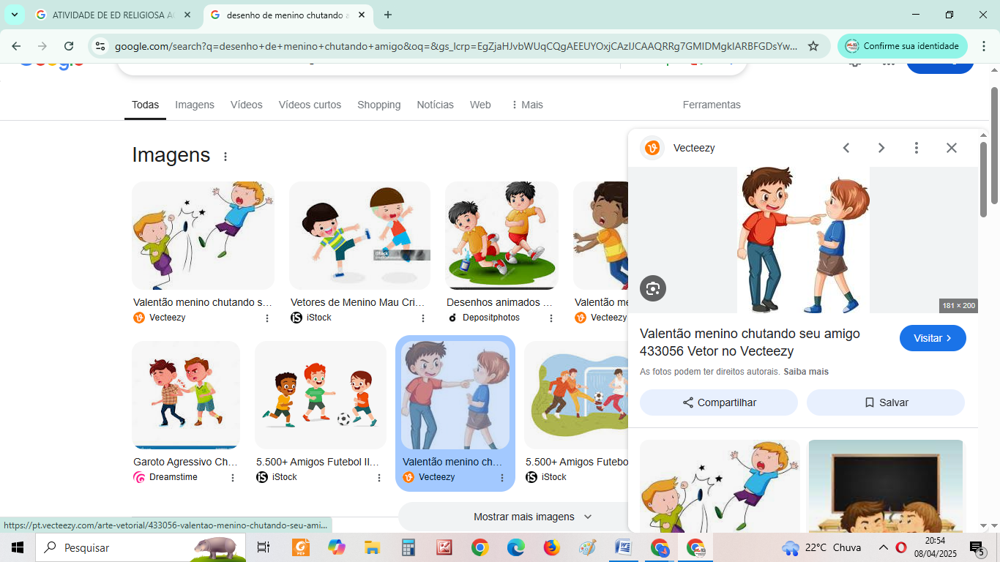 ATIVIDADE DE ED RELIGIOSA A
desenho de menino chutando a
google.com/search?q=desenho+de+menino+chutando+amigo&oq=&gs_lcrp=EgZjaHJvbWUqCQgAEEUYOxjCAzIJCAAQRRg7GMIDMgkIARBFGDsYw...
Confirme sua identidade
Todas
Imagens
Vídeos
Vídeos curtos
Shopping
Notícias
Web
Mais
Ferramentas
Imagens
Valentão menino chutando s...
Vecteezy
Vetores de Menino Mau Cri...
iStock
Desenhos animados ...
Depositphotos
Valentão me
Vecteezy
Garoto Agressivo Ch...
Dreamstime
5.500+ Amigos Futebol Il...
iStock
Valentão menino ch...
Vecteezy
5.500+ Amigos Futebo
iStock
Mostrar mais imagens
Vecteezy
181 × 200
Valentão menino chutando seu amigo
433056 Vetor no Vecteezy
Visitar
As fotos podem ter direitos autorais. Saiba mais
Compartilhar
Salvar
https://pt.vecteezy.com/arte-vetorial/433056-valentao-menino-chutando-seu-ami...
Pesquisar
22°C Chuva
20:54
08/04/2025
5